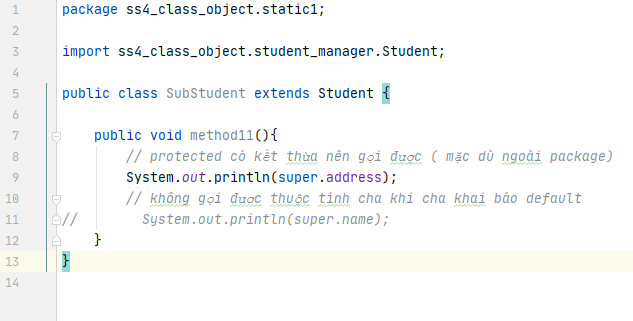 1 package ss4_class_object.static1;
2
3 import ss4_class_object.student_manager.Student;
4
5 public class SubStudent extends Student {
6
7 public void method11(){
8 // protected có kết thừa nên gọi được ( mặc dù ngoài package)
9 System.out.println(super.address);
10 // không gọi được thuộc tính cha khi cha khai báo default
11 // System.out.println(super.name);
12 }
13 }
14